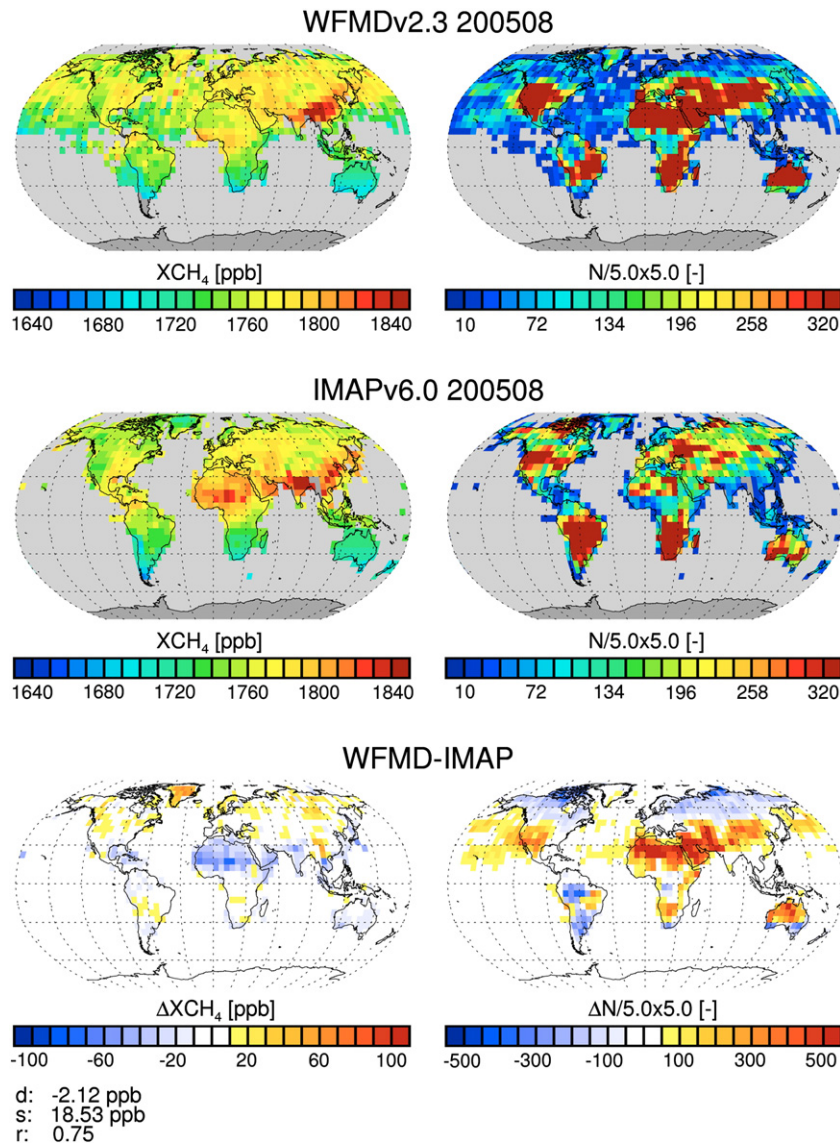 WFMDv2.3 200508
XCH₄ [ppb]
1640 1680 1720 1760 1800 1840
N/5.0x5.0 [-]
10 72 134 196 258 320
IMAPv6.0 200508
XCH₄ [ppb]
1640 1680 1720 1760 1800 1840
N/5.0x5.0 [-]
10 72 134 196 258 320
WFMD-IMAP
ΔXCH₄ [ppb]
-100 -60 -20 20 60 100
ΔN/5.0x5.0 [-]
-500 -300 -100 100 300 500
d: -2.12 ppb
s: 18.53 ppb
r: 0.75